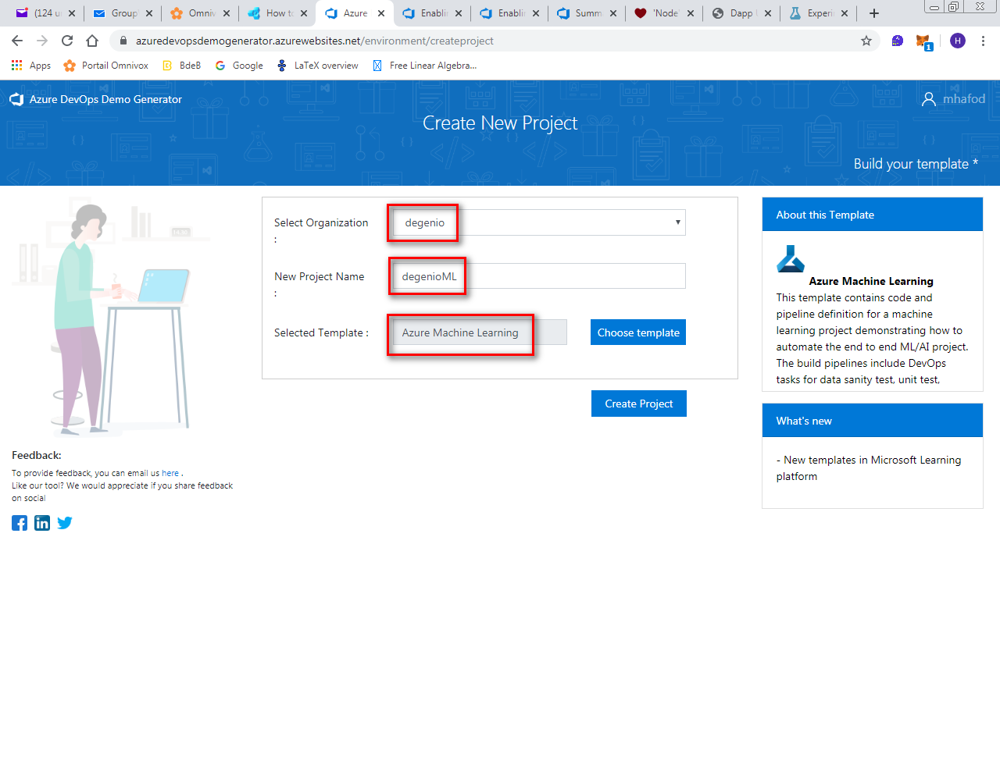 (124 u
Group
Omniv
How to
Azure
Enablin
Enablin
Summ
'Node'
Dapp
Experi
azuredevopsdemogenerator.azurewebsites.net/environment/createproject
1
H
Apps
Portail Omnivox
BdeB
Google
LaTeX overview
Free Linear Algebra...
Azure DevOps Demo Generator
mhafod
Create New Project
Build your template *
Select Organization :
degenio
New Project Name :
degenioML
Selected Template :
Azure Machine Learning
Choose template
Create Project
About this Template
Azure Machine Learning
This template contains code and
pipeline definition for a machine
learning project demonstrating how to
automate the end to end ML/AI project.
The build pipelines include DevOps
tasks for data sanity test, unit test,
What's new
- New templates in Microsoft Learning
platform
Feedback:
To provide feedback, you can email us here .
Like our tool? We would appreciate if you share feedback
on social